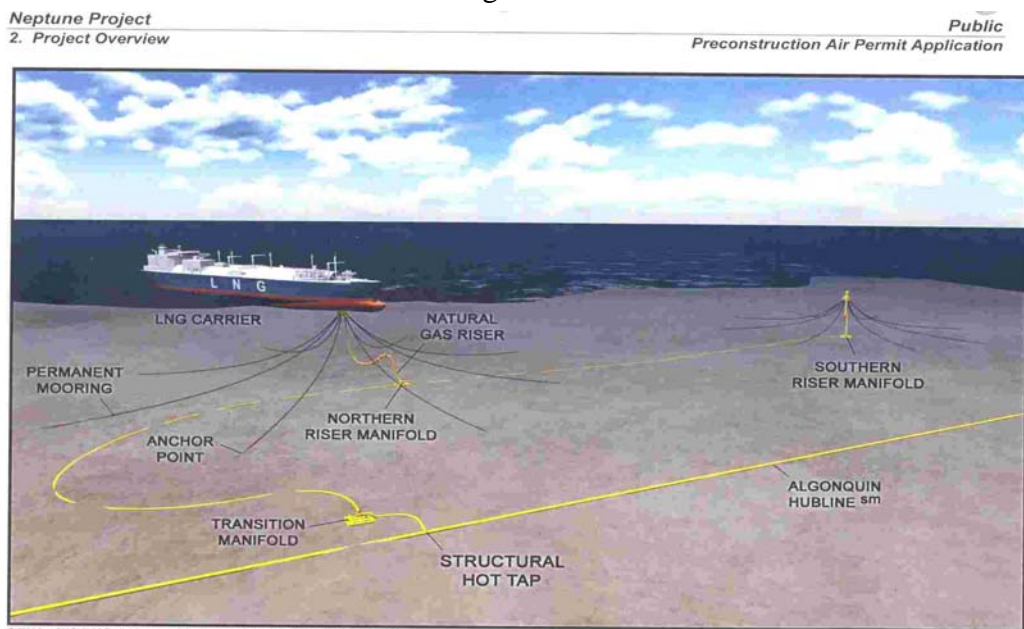 Neptune Project
Public
2. Project Overview
Preconstruction Air Permit Application
L N G
LNG CARRIER
NATURAL
GAS RISER
PERMANENT
MOORING
SOUTHERN
RISER MANIFOLD
NORTHERN
RISER MANIFOLD
ANCHOR
POINT
ALGONQUIN
HUBLINE sm
TRANSITION
MANIFOLD
STRUCTURAL
HOT TAP